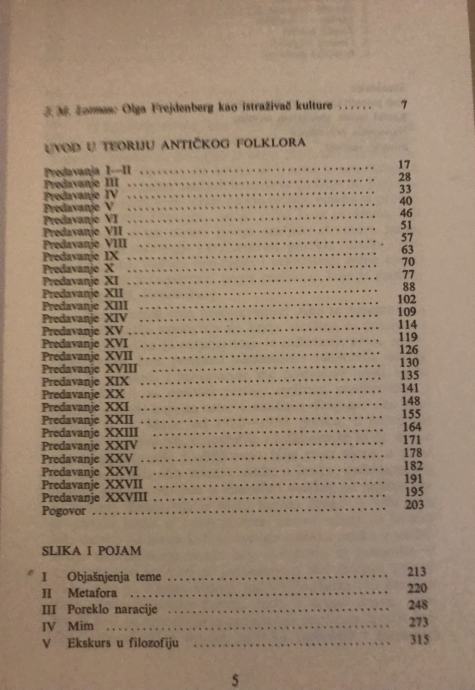 J. M. Lotman: Olga Frejdenberg kao istraživač kulture ...... 7
UVOD U TEORIJU ANTIČKOG FOLKLORA
Predavanja I—II ........ 17
Predavanje III ........ 28
Predavanje IV ........ 33
Predavanje V ........ 40
Predavanje VI ........ 46
Predavanje VII ........ 51
Predavanje VIII ........ 57
Predavanje IX ........ 63
Predavanje X ........ 70
Predavanje XI ........ 77
Predavanje XII ........ 88
Predavanje XIII ........ 102
Predavanje XIV ........ 109
Predavanje XV ........ 114
Predavanje XVI ........ 119
Predavanje XVII ........ 126
Predavanje XVIII ........ 130
Predavanje XIX ........ 135
Predavanje XX ........ 141
Predavanje XXI ........ 148
Predavanje XXII ........ 155
Predavanje XXIII ........ 164
Predavanje XXIV ........ 171
Predavanje XXV ........ 178
Predavanje XXVI ........ 182
Predavanje XXVII ........ 191
Predavanje XXVIII ........ 195
Pogovor ........ 203
SLIKA I POJAM
I Objašnjenja teme ........ 213
II Metafora ........ 220
III Poreklo naracije ........ 248
IV Mim ........ 273
V Ekskurs u filozofiju ........ 315
5